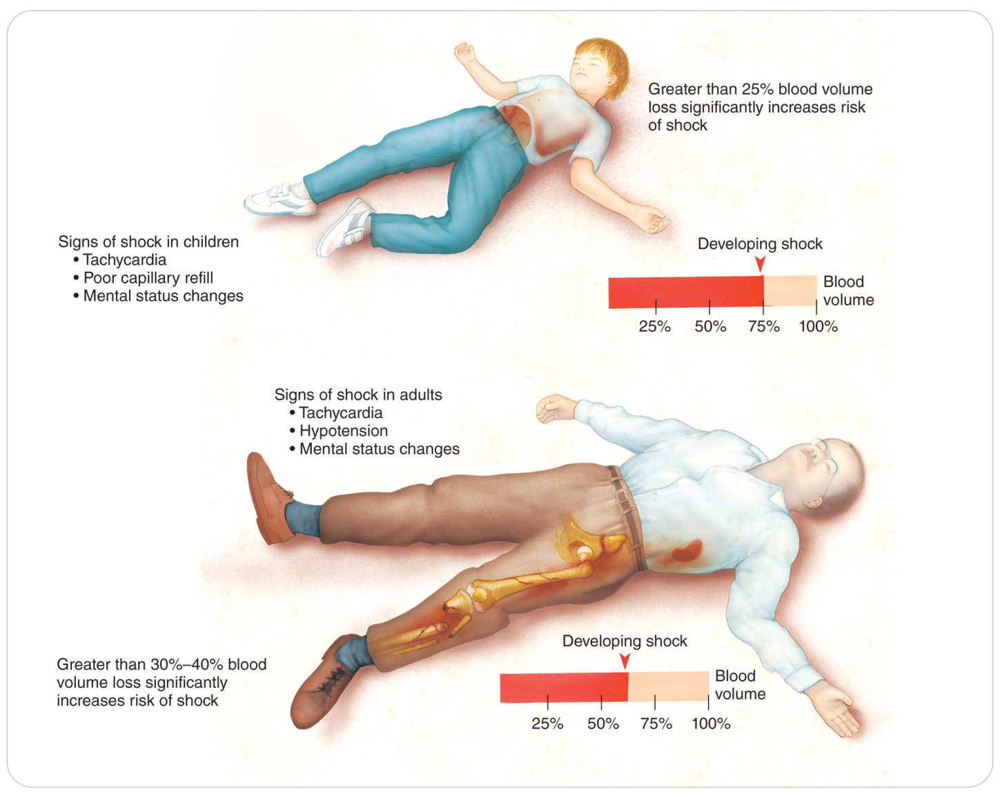 Greater than 25% blood volume
loss significantly increases risk
of shock
Signs of shock in children
• Tachycardia
• Poor capillary refill
• Mental status changes
Developing shock
Blood
volume
25% 50% 75% 100%
Signs of shock in adults
• Tachycardia
• Hypotension
• Mental status changes
Greater than 30%–40% blood
volume loss significantly
increases risk of shock
Developing shock
Blood
volume
25% 50% 75% 100%